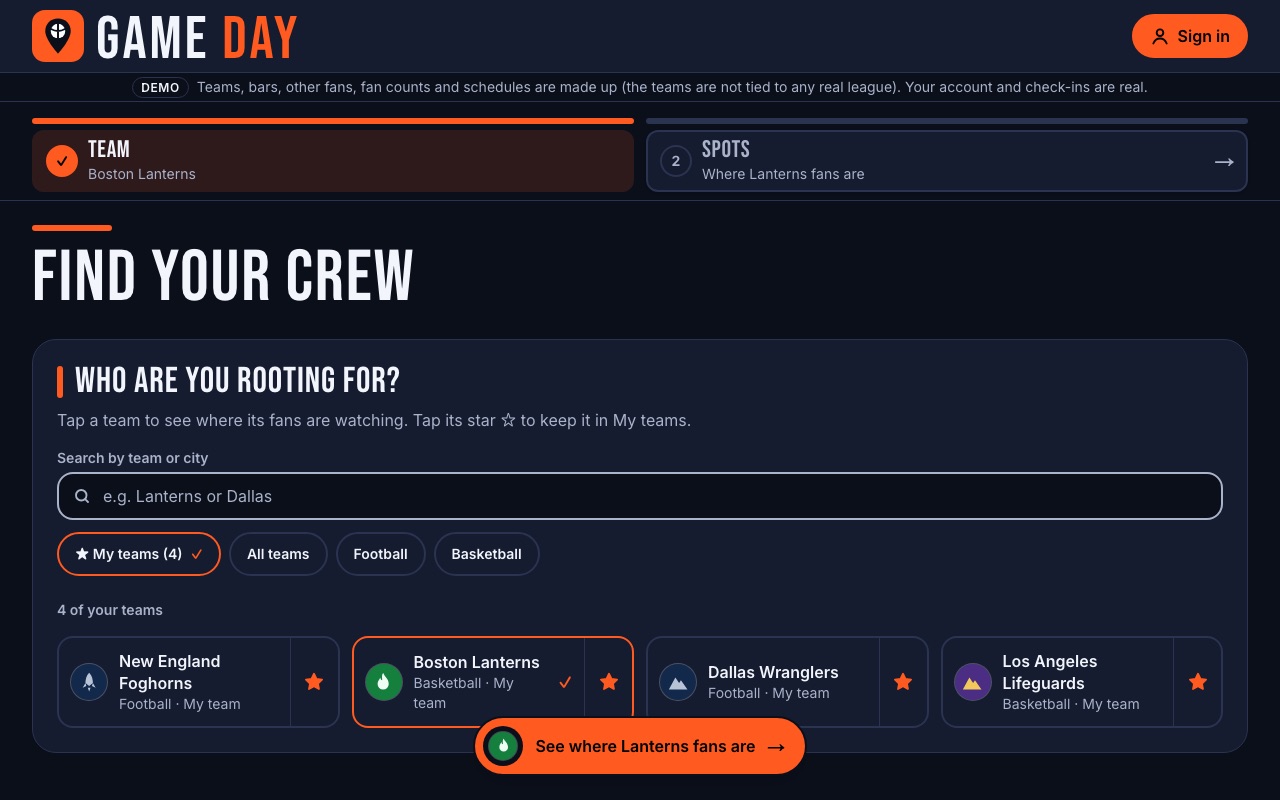 GAME DAY
Sign in
DEMO Teams, bars, other fans, fan counts and schedules are made up (the teams are not tied to any real league). Your account and check-ins are real.
TEAM
Boston Lanterns
2
SPOTS
Where Lanterns fans are
→
FIND YOUR CREW
WHO ARE YOU ROOTING FOR?
Tap a team to see where its fans are watching. Tap its star ☆ to keep it in My teams.
Search by team or city
e.g. Lanterns or Dallas
★ My teams (4) ✓
All teams
Football
Basketball
4 of your teams
New England
Foghorns
Football · My team
Boston Lanterns
Basketball · My
team
Dallas Wranglers
Football · My team
Los Angeles
Lifeguards
Basketball · My team
See where Lanterns fans are →